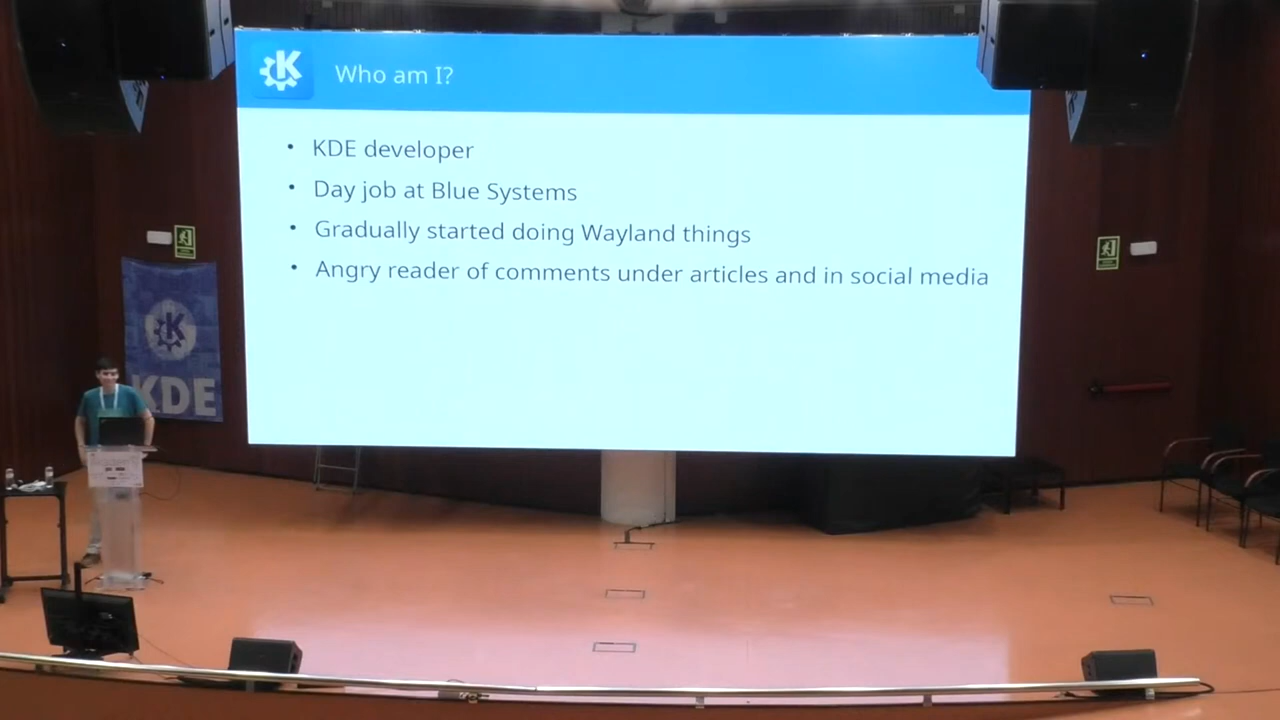 Who am I?
• KDE developer
• Day job at Blue Systems
• Gradually started doing Wayland things
• Angry reader of comments under articles and in social media
K
KDE